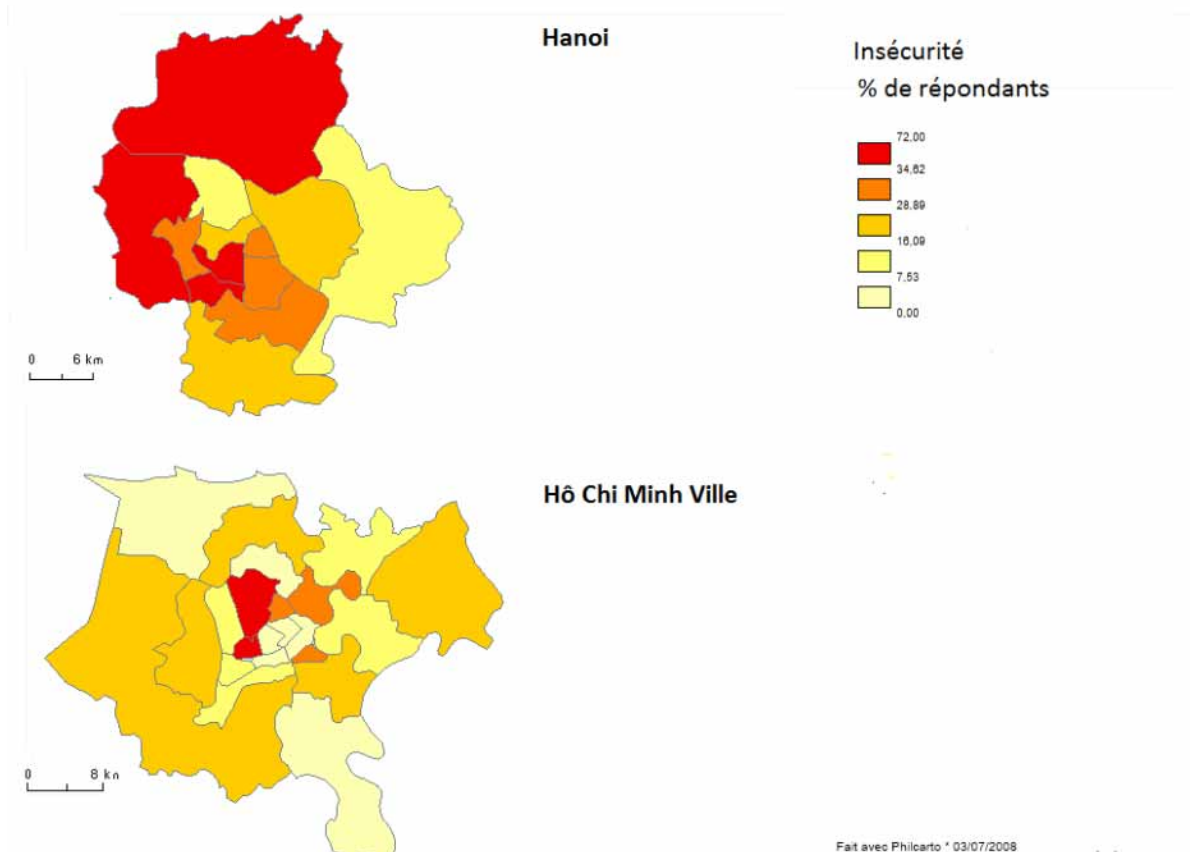 Hanoi
Insécurité
% de répondants
72,00
34,62
28,89
16,09
7,53
0,00
0 6 km
Hô Chi Minh Ville
0 8 kn
Fait avec Philcarto * 03/07/2008